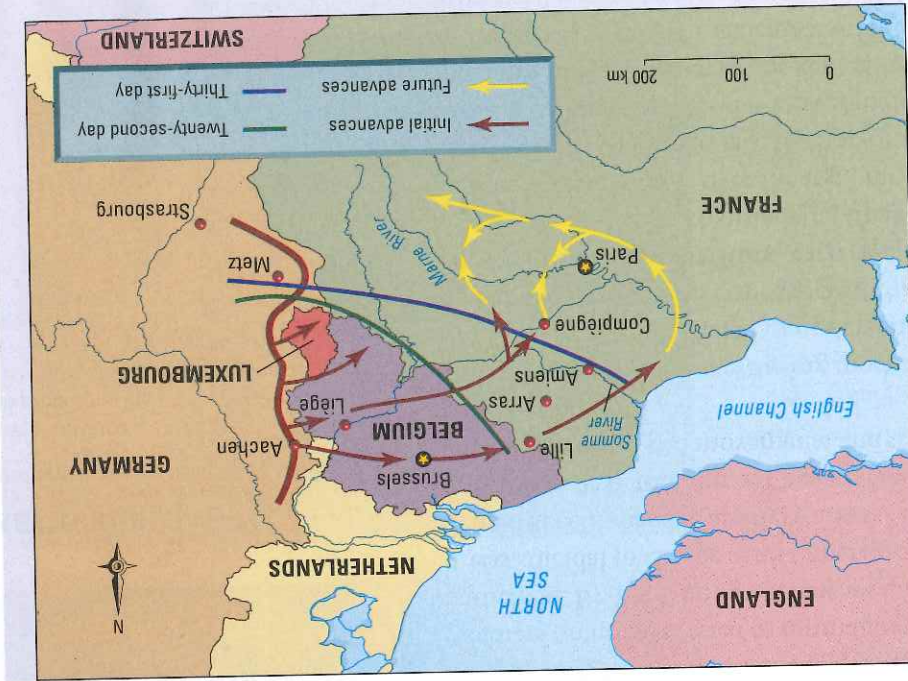 N
ENGLAND
NORTH
SEA
NETHERLANDS
GERMANY
English Channel
Brussels
Aachen
Lille
BELGIUM
Liège
Somme
River
Arras
Amiens
LUXEMBOURG
Compiègne
Metz
Paris
Marne River
Strasbourg
FRANCE
Initial advances
Twenty-second day
Future advances
Thirty-first day
0 100 200 km
SWITZERLAND